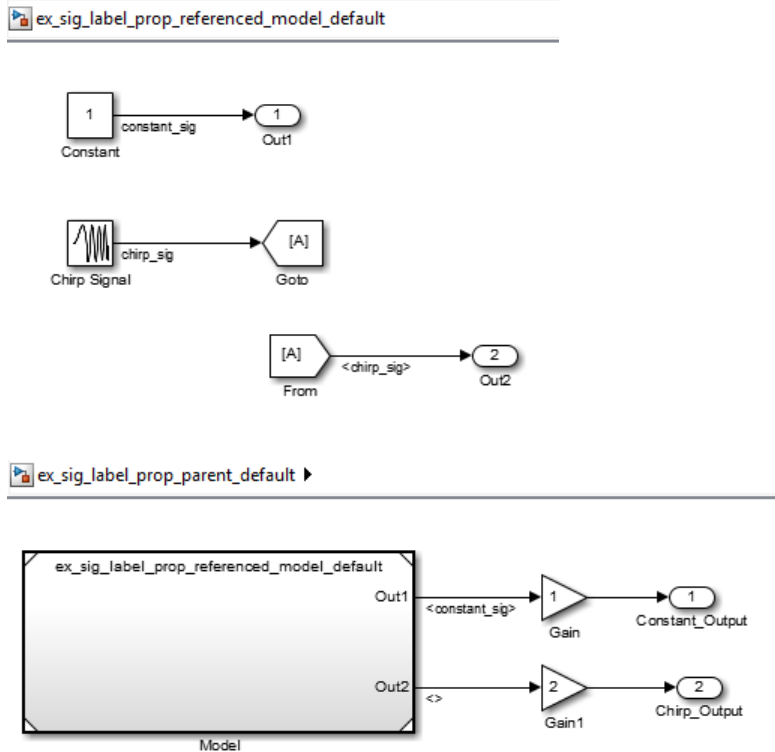 ex_sig_label_prop_referenced_model_default
1
constant_sig
1
Constant
Out1
chirp_sig
[A]
Chirp Signal
Goto
[A]
<chirp_sig>
2
From
Out2
ex_sig_label_prop_parent_default
ex_sig_label_prop_referenced_model_default
Out1
<constant_sig>
1
Gain
1
Constant_Output
Out2
<>
2
Gain1
2
Chirp_Output
Model